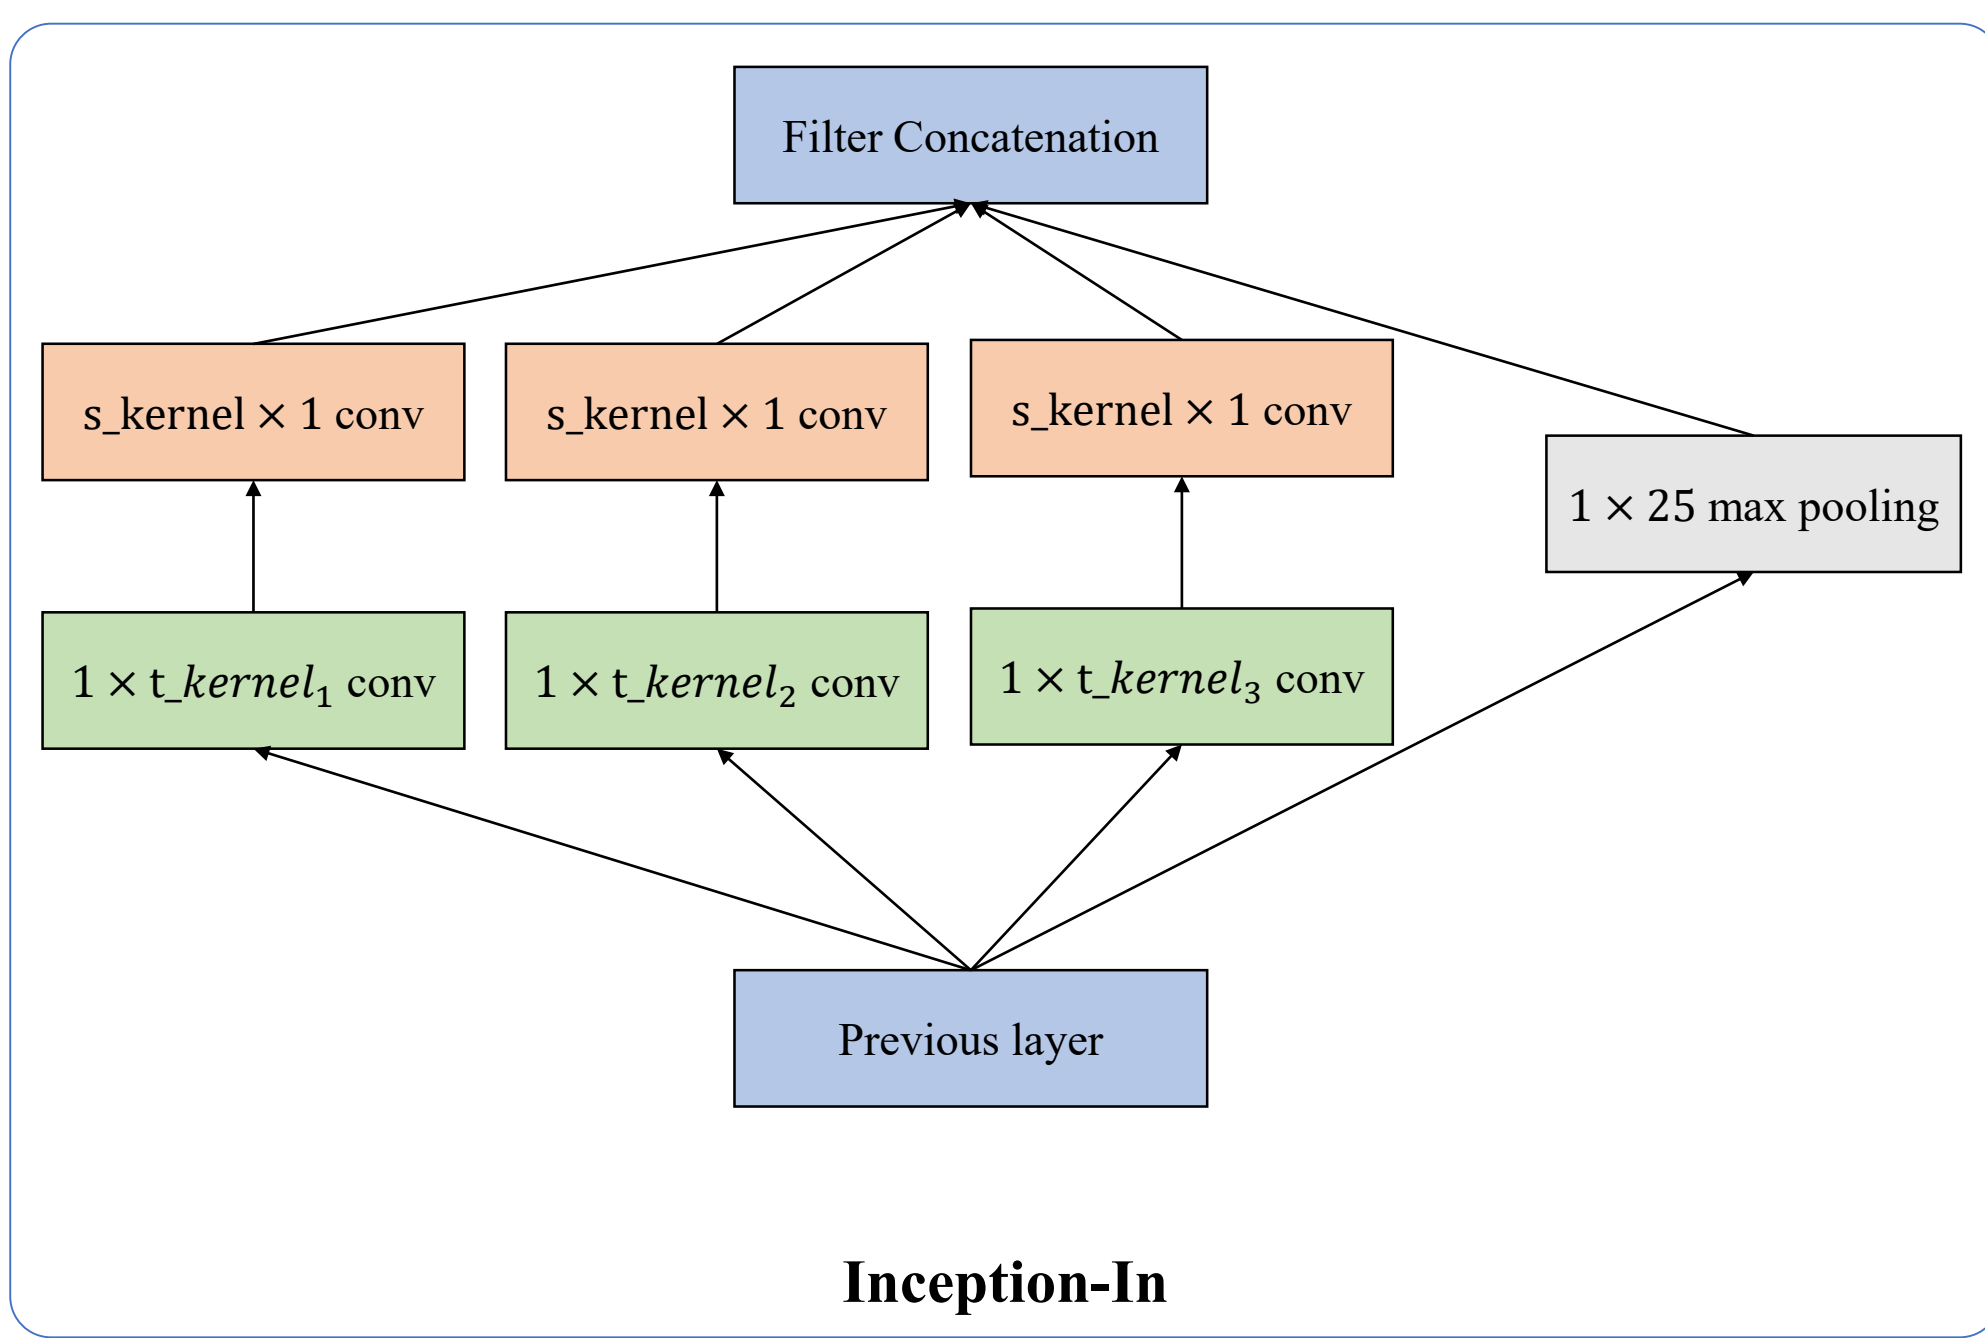 Filter Concatenation
s_kernel × 1 conv
s_kernel × 1 conv
s_kernel × 1 conv
1 × 25 max pooling
1 × t_kernel₁ conv
1 × t_kernel₂ conv
1 × t_kernel₃ conv
Previous layer
Inception-In